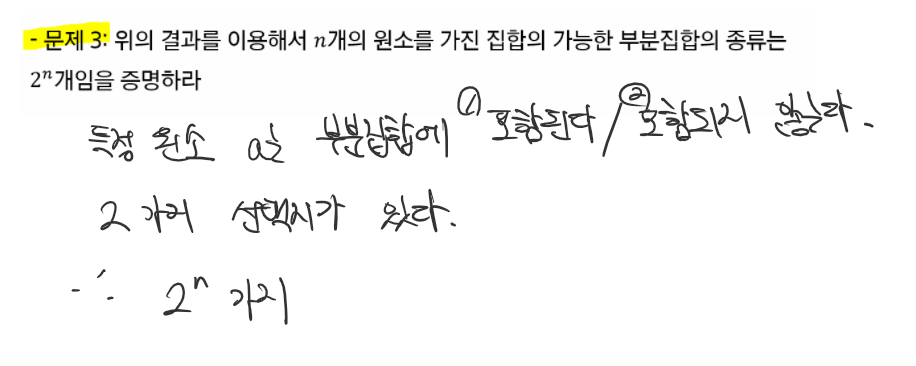 - 문제 3: 위의 결과를 이용해서 n개의 원소를 가진 집합의 가능한 부분집합의 종류는
2ⁿ개임을 증명하라
특정 원소 a는 부분집합에 ① 포함된다 / ② 포함되지 않는다.
2가지 선택지가 있다.
∴ 2ⁿ 가지